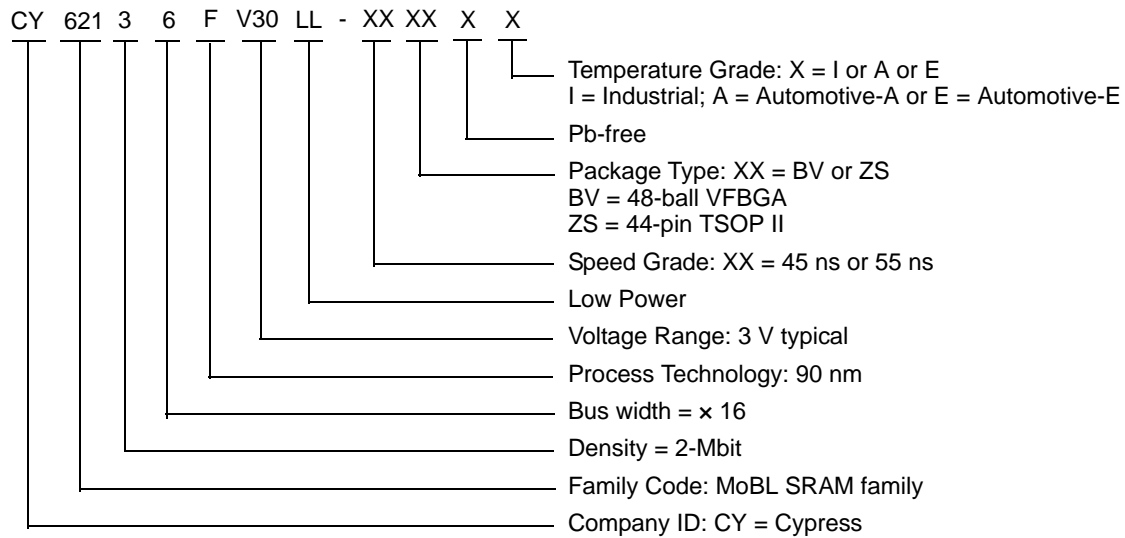 CY 621 3 6 F V30 LL - XX XX X X
Temperature Grade: X = I or A or E
I = Industrial; A = Automotive-A or E = Automotive-E
Pb-free
Package Type: XX = BV or ZS
BV = 48-ball VFBGA
ZS = 44-pin TSOP II
Speed Grade: XX = 45 ns or 55 ns
Low Power
Voltage Range: 3 V typical
Process Technology: 90 nm
Bus width = × 16
Density = 2-Mbit
Family Code: MoBL SRAM family
Company ID: CY = Cypress